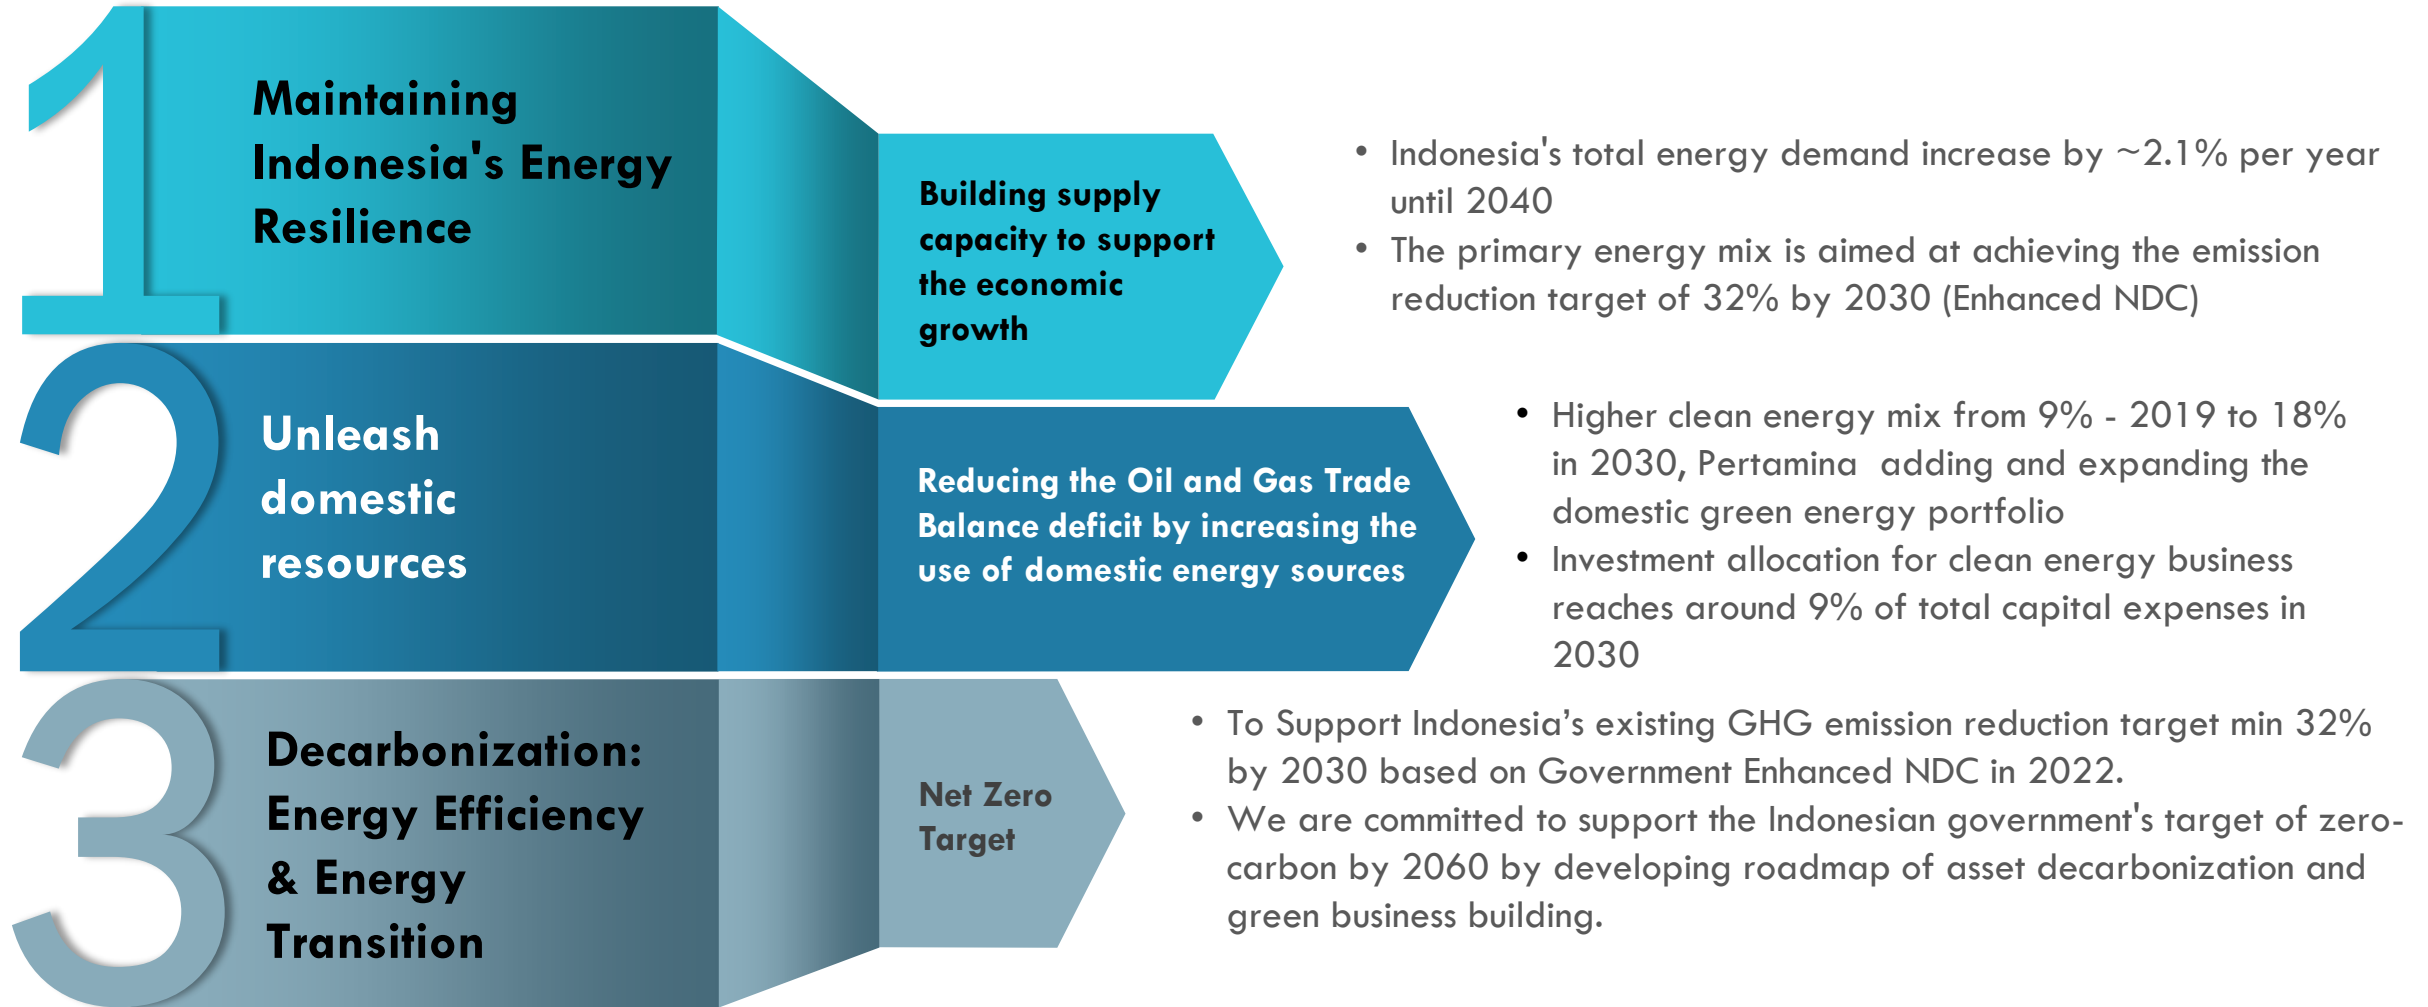 1
Maintaining
Indonesia's Energy
Resilience
Building supply
capacity to support
the economic
growth
• Indonesia's total energy demand increase by ~2.1% per year
until 2040
• The primary energy mix is aimed at achieving the emission
reduction target of 32% by 2030 (Enhanced NDC)
2
Unleash
domestic
resources
Reducing the Oil and Gas Trade
Balance deficit by increasing the
use of domestic energy sources
• Higher clean energy mix from 9% - 2019 to 18%
in 2030, Pertamina  adding and expanding the
domestic green energy portfolio
• Investment allocation for clean energy business
reaches around 9% of total capital expenses in
2030
3
Decarbonization:
Energy Efficiency
& Energy
Transition
Net Zero
Target
• To Support Indonesia’s existing GHG emission reduction target min 32%
by 2030 based on Government Enhanced NDC in 2022.
• We are committed to support the Indonesian government's target of zero-
carbon by 2060 by developing roadmap of asset decarbonization and
green business building.